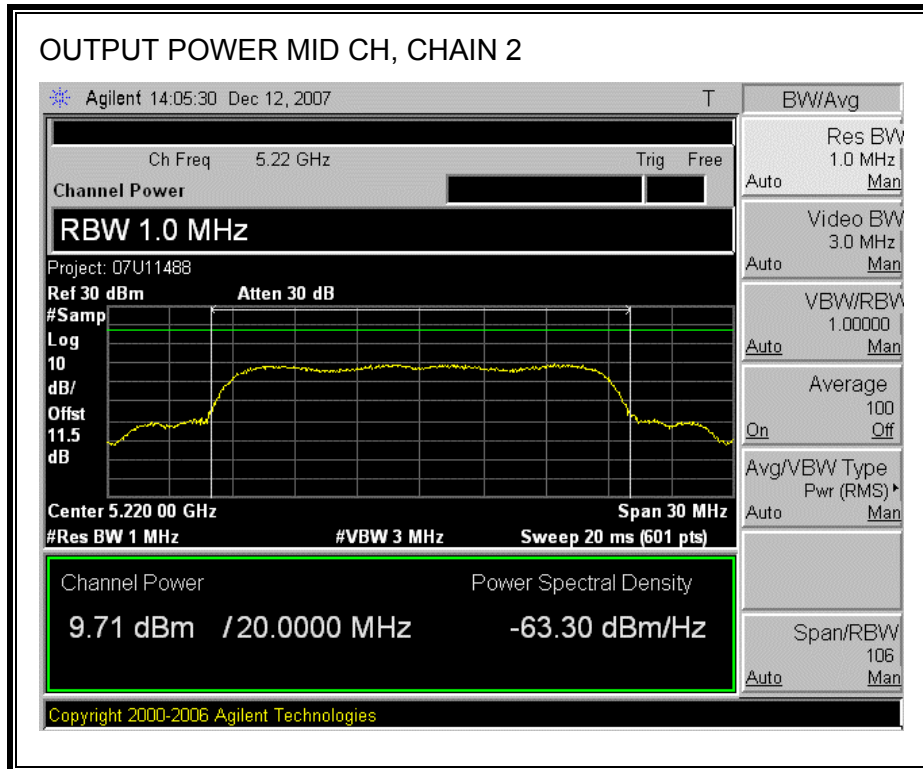 OUTPUT POWER MID CH, CHAIN 2
Agilent 14:05:30 Dec 12, 2007 T
BW/Avg
Ch Freq 5.22 GHz Trig Free
Channel Power
RBW 1.0 MHz
Project: 07U11488
Ref 30 dBm Atten 30 dB
#Samp
Log
10
dB/
Offst
11.5
dB
Center 5.220 00 GHz Span 30 MHz
#Res BW 1 MHz #VBW 3 MHz Sweep 20 ms (601 pts)
Channel Power Power Spectral Density
9.71 dBm /20.0000 MHz -63.30 dBm/Hz
Copyright 2000-2006 Agilent Technologies
Res BW
1.0 MHz
Auto Man
Video BW
3.0 MHz
Auto Man
VBW/RBW
1.00000
Auto Man
Average
100
On Off
Avg/VBW Type
Pwr (RMS)
Auto Man
Span/RBW
106
Auto Man